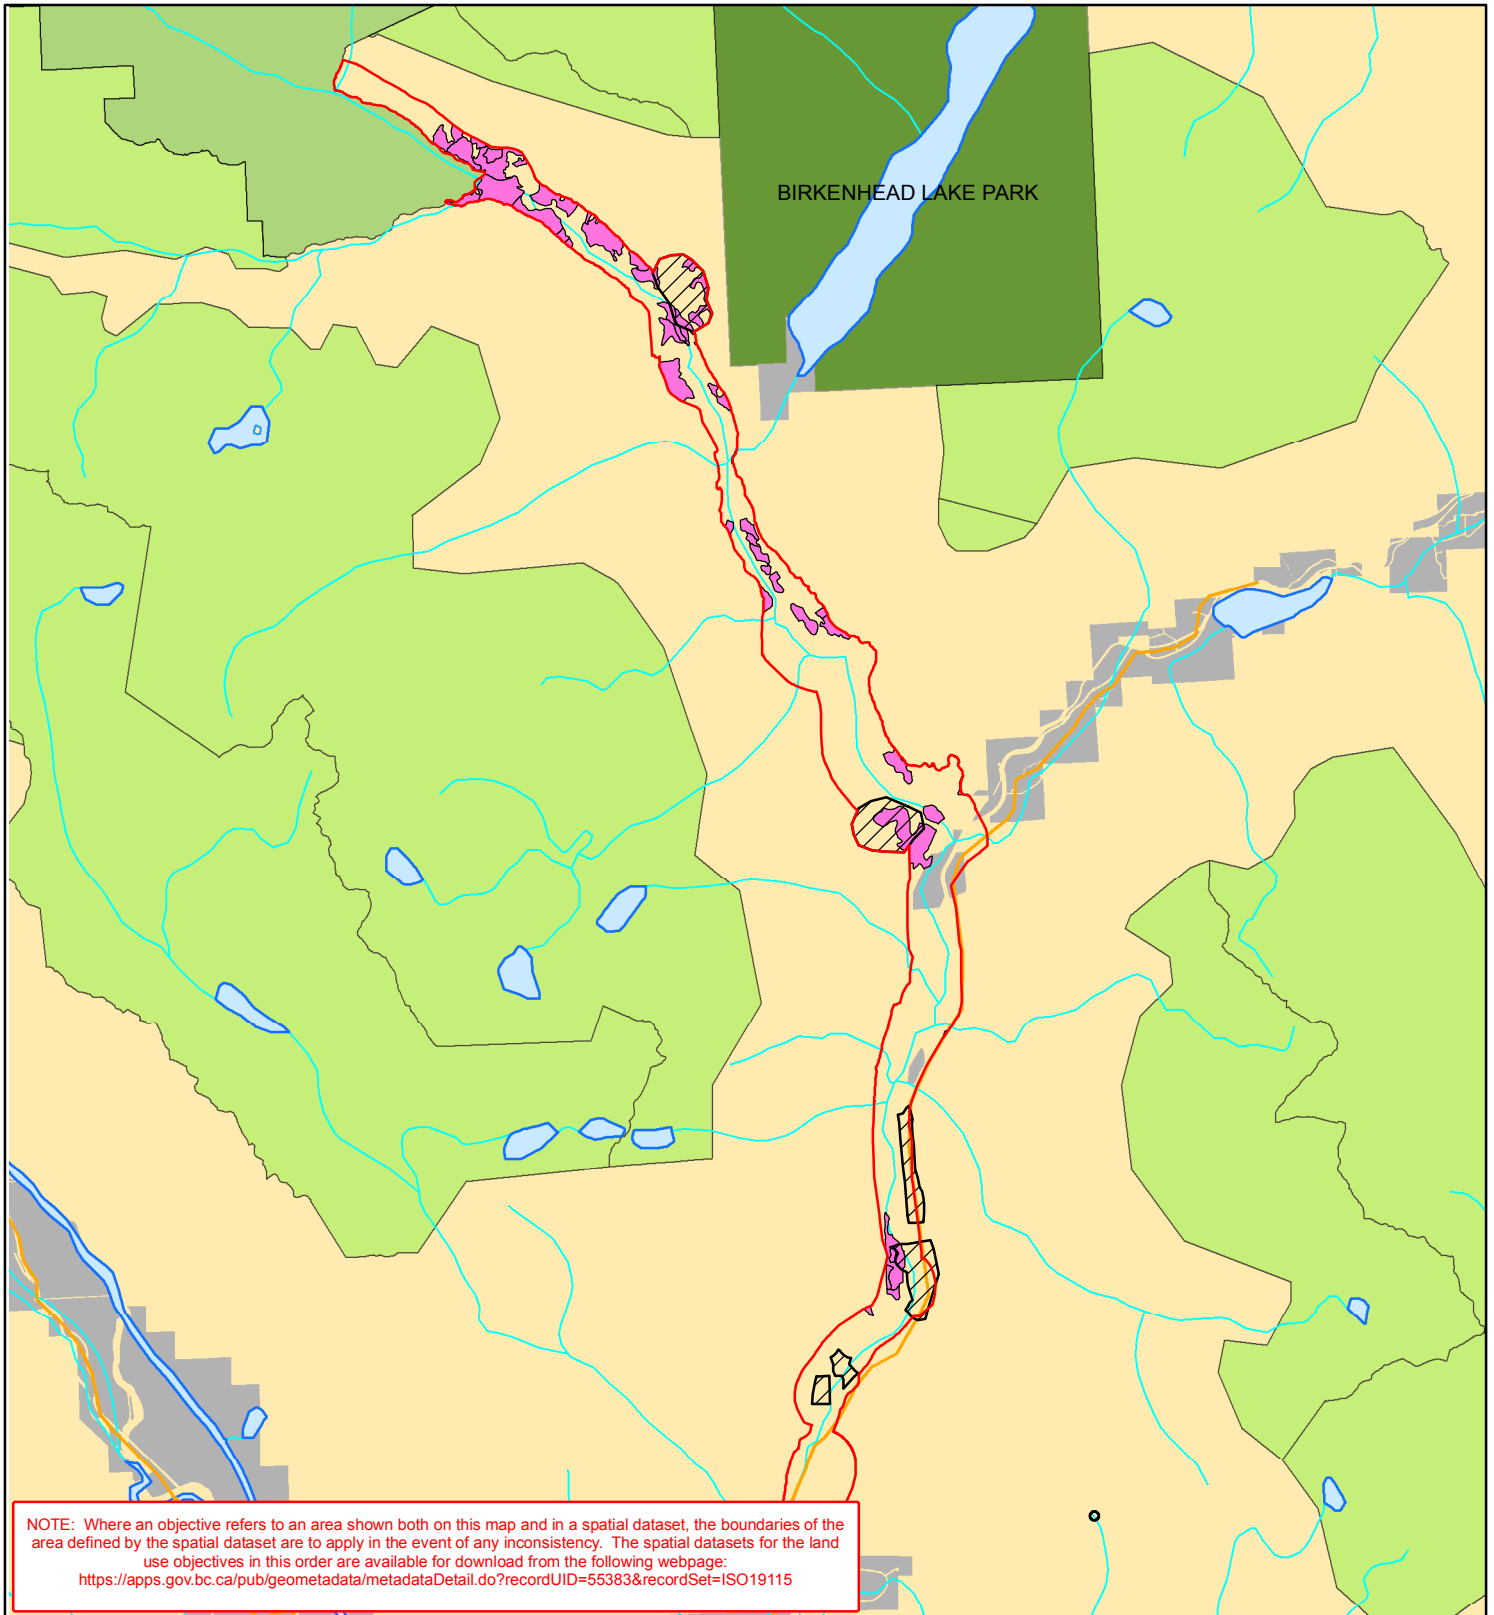 BIRKENHEAD LAKE PARK
NOTE:  Where an objective refers to an area shown both on this map and in a spatial dataset, the boundaries of the
area defined by the spatial dataset are to apply in the event of any inconsistency.  The spatial datasets for the land
use objectives in this order are available for download from the following webpage:
https://apps.gov.bc.ca/pub/geometadata/metadataDetail.do?recordUID=55383&recordSet=ISO19115